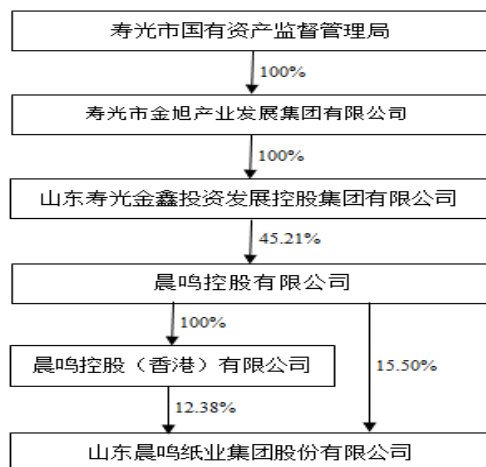 寿光市国有资产监督管理局
100%
寿光市金旭产业发展集团有限公司
100%
山东寿光金鑫投资发展控股集团有限公司
45.21%
晨鸣控股有限公司
100%
晨鸣控股（香港）有限公司
15.50%
12.38%
山东晨鸣纸业集团股份有限公司